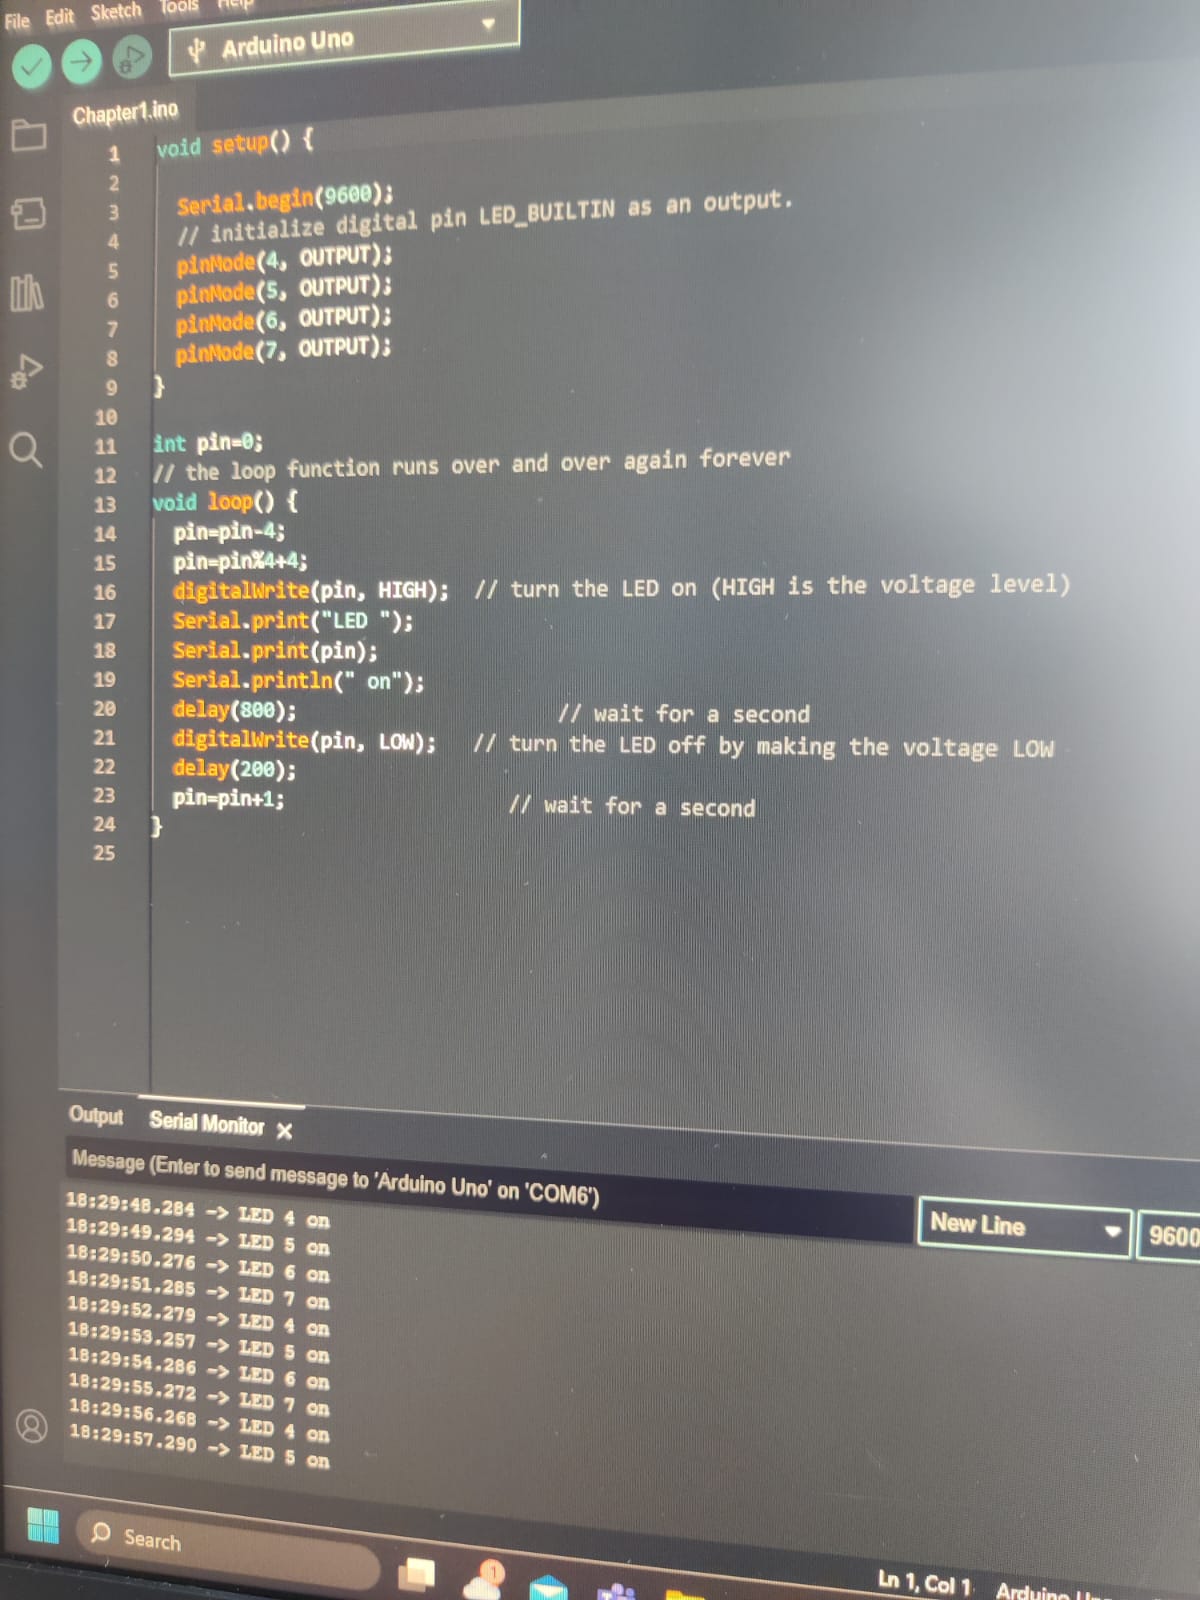 File Edit Sketch Tools Help
Arduino Uno
Chapter1.ino
1 void setup() {
2
3 Serial.begin(9600);
4 // initialize digital pin LED_BUILTIN as an output.
5 pinMode(4, OUTPUT);
6 pinMode(5, OUTPUT);
7 pinMode(6, OUTPUT);
8 pinMode(7, OUTPUT);
9 }
10
11 int pin=0;
12 // the loop function runs over and over again forever
13 void loop() {
14 pin=pin-4;
15 pin=pin%4+4;
16 digitalWrite(pin, HIGH); // turn the LED on (HIGH is the voltage level)
17 Serial.print("LED ");
18 Serial.print(pin);
19 Serial.println(" on");
20 delay(800); // wait for a second
21 digitalWrite(pin, LOW); // turn the LED off by making the voltage LOW
22 delay(200);
23 pin=pin+1; // wait for a second
24 }
25
Output Serial Monitor x
Message (Enter to send message to 'Arduino Uno' on 'COM6')
New Line 9600
18:29:48.284 -> LED 4 on
18:29:49.294 -> LED 5 on
18:29:50.276 -> LED 6 on
18:29:51.285 -> LED 7 on
18:29:52.279 -> LED 4 on
18:29:53.257 -> LED 5 on
18:29:54.286 -> LED 6 on
18:29:55.272 -> LED 7 on
18:29:56.268 -> LED 4 on
18:29:57.290 -> LED 5 on
Search
1
Ln 1, Col 1 Arduino